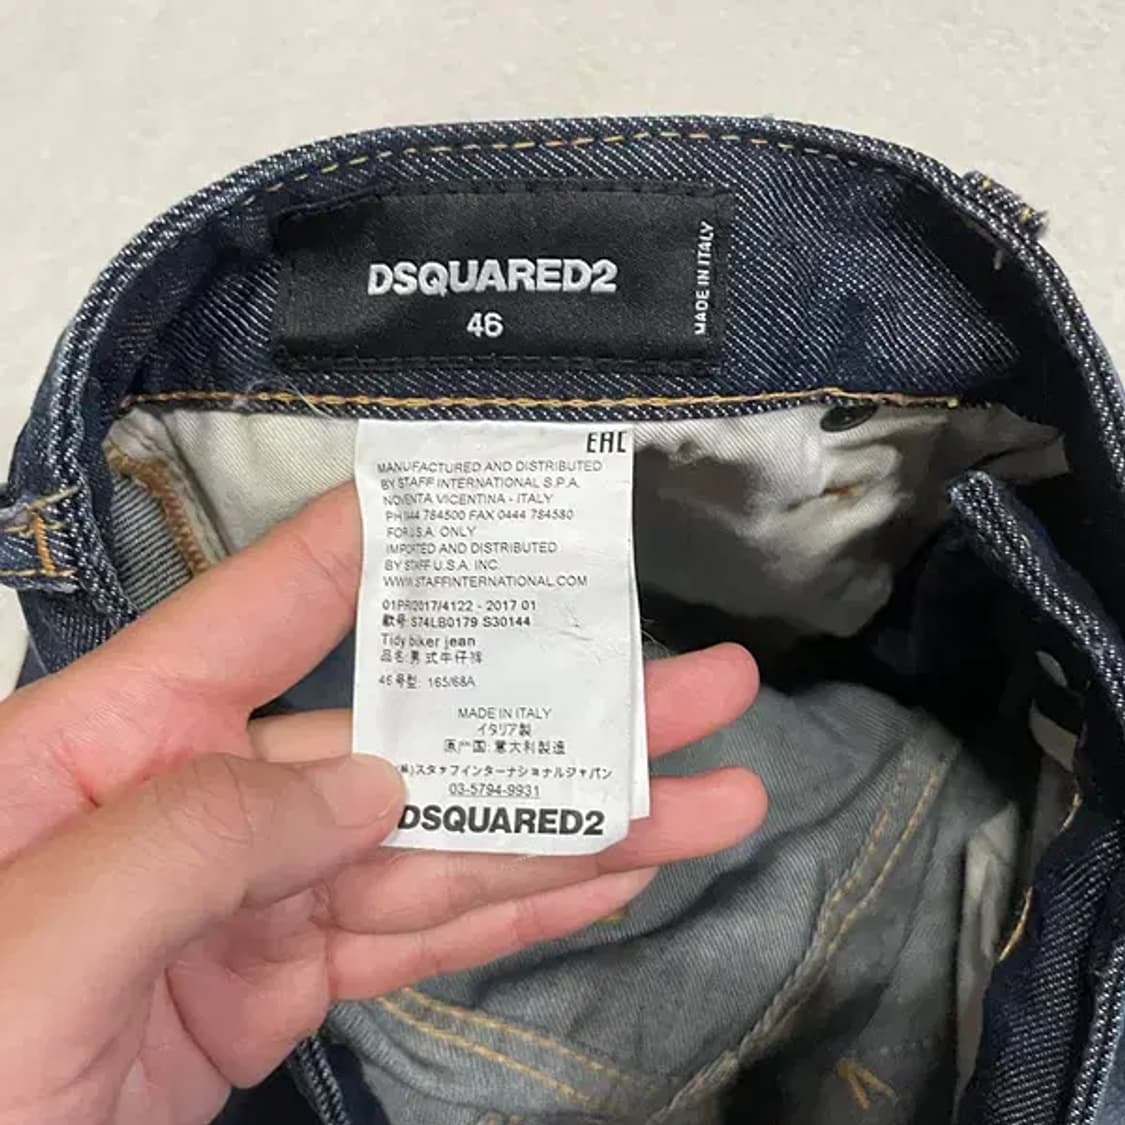 DSQUARED2
46
MADE IN ITALY
EAC
MANUFACTURED AND DISTRIBUTED
BY STAFF INTERNATIONAL S.P.A.
NOVENTA VICENTINA - ITALY
PH 0444 784500 FAX 0444 784580
FOR U.S.A. ONLY
IMPORTED AND DISTRIBUTED
BY STAFF U.S.A. INC.
WWW.STAFFINTERNATIONAL.COM
01PR2017/4122 - 2017 01
款号 S74LB0179 S30144
Tidy biker jean
品名:男式牛仔裤
46 号型: 165/68A
MADE IN ITALY
イタリア製
原产国: 意大利製造
(株)スタッフインターナショナルジャパン
03-5794-9931
DSQUARED2